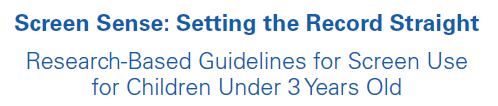 Screen Sense: Setting the Record Straight
Research-Based Guidelines for Screen Use
for Children Under 3 Years Old